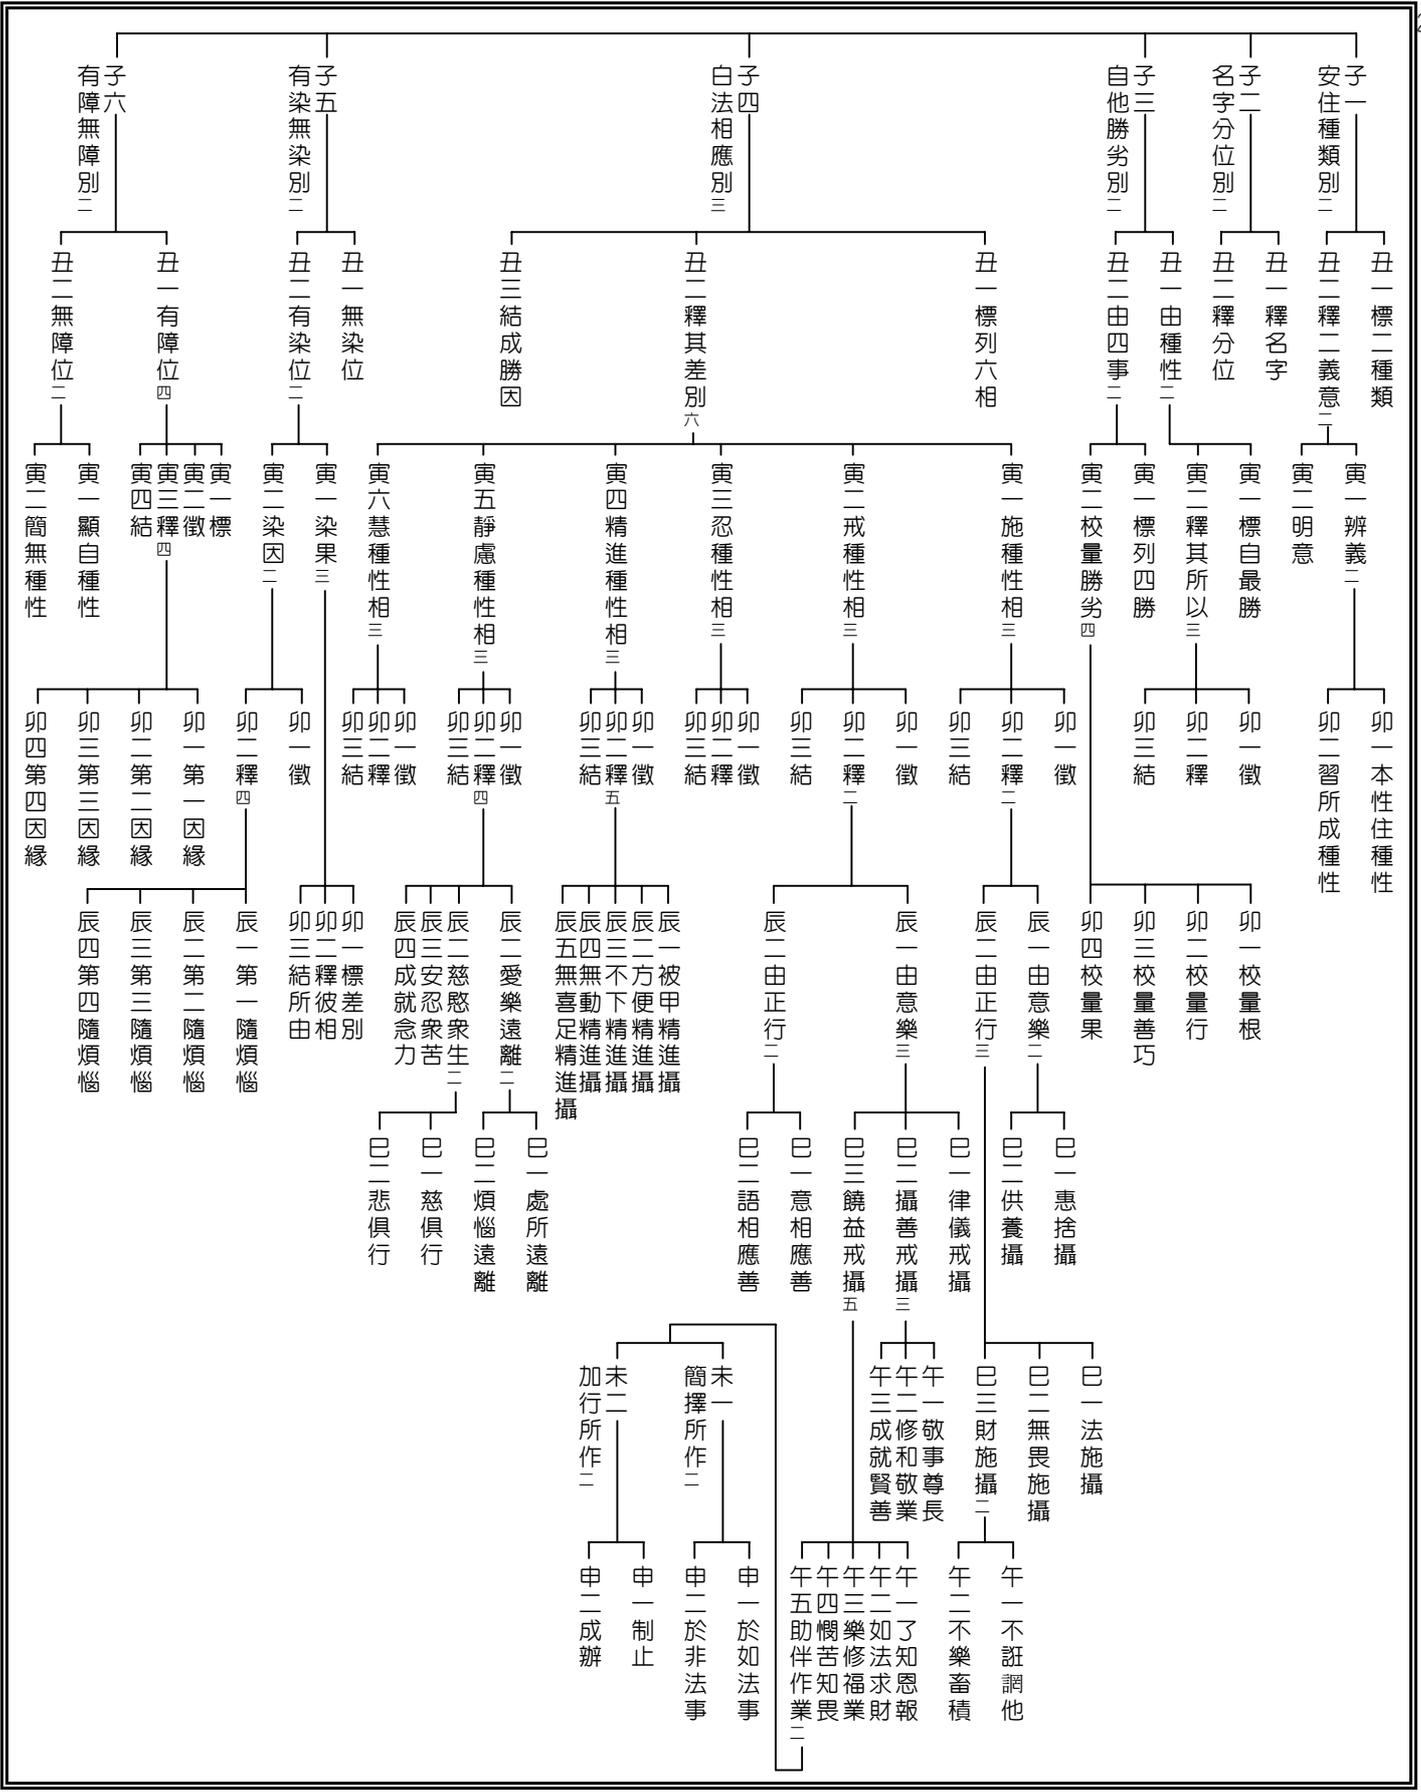 子一
安住種類別二
子二
名字分位別二
子三
自他勝劣別二
子四
白法相應別三
子五
有染無染別二
子六
有障無障別二
丑一標二種類
丑二釋二義意二
丑一釋名字
丑二釋分位
丑一由種性二
丑二由四事二
丑一標列六相
丑二釋其差別六
丑三結成勝因
丑一無染位
丑二有染位二
丑一有障位四
丑二無障位二
寅一辨義二
寅二明意
寅一標自最勝
寅二釋其所以三
寅一標列四勝
寅二校量勝劣四
寅一施種性相三
寅二戒種性相三
寅三忍種性相三
寅四精進種性相三
寅五靜慮種性相三
寅六慧種性相三
寅一染果三
寅二染因二
寅一標
寅二徵
寅三釋四
寅四結
寅一顯自種性
寅二簡無種性
卯一本性住種性
卯二習所成種性
卯一徵
卯二釋
卯三結
卯一徵
卯二釋二
卯三結
卯一徵
卯二釋二
卯三結
卯一徵
卯二釋
卯三結
卯一徵
卯二釋五
卯三結
卯一徵
卯二釋四
卯三結
卯一徵
卯二釋
卯三結
卯一徵
卯二釋四
卯一第一因緣
卯二第二因緣
卯三第三因緣
卯四第四因緣
卯一校量根
卯二校量行
卯三校量善巧
卯四校量果
辰一由意樂二
辰二由正行三
辰一由意樂三
辰二由正行二
辰一被甲精進攝
辰二方便精進攝
辰三不下精進攝
辰四無動精進攝
辰五無喜足精進攝
辰二愛樂遠離二
辰二慈愍衆生二
辰三安忍衆苦
辰四成就念力
卯一標差別
卯二釋彼相
卯三結所由
辰一第一隨煩惱
辰二第二隨煩惱
辰三第三隨煩惱
辰四第四隨煩惱
巳一惠捨攝
巳二供養攝
巳一律儀戒攝
巳二攝善戒攝三
巳三饒益戒攝五
巳一意相應善
巳二語相應善
巳一處所遠離
巳二煩惱遠離
巳一慈俱行
巳二悲俱行
巳一法施攝
巳二無畏施攝
巳三財施攝二
午一敬事尊長
午二修和敬業
午三成就賢善
未一
簡擇所作二
未二
加行所作二
午一不誑謂他
午二不樂畜積
午一了知恩報
午二如法求財
午三樂修福業
午四憫苦知畏
午五助伴作業二
申一於如法事
申二於非法事
申一制止
申二成辦